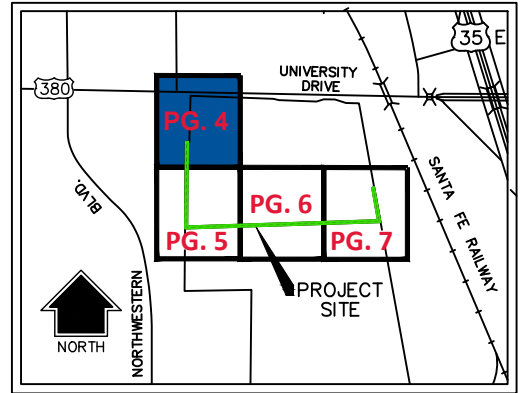 35 E
UNIVERSITY
DRIVE
380
PG. 4
SANTA FE RAILWAY
BLVD.
PG. 6
PG. 5
PG. 7
PROJECT
SITE
NORTHWESTERN
NORTH